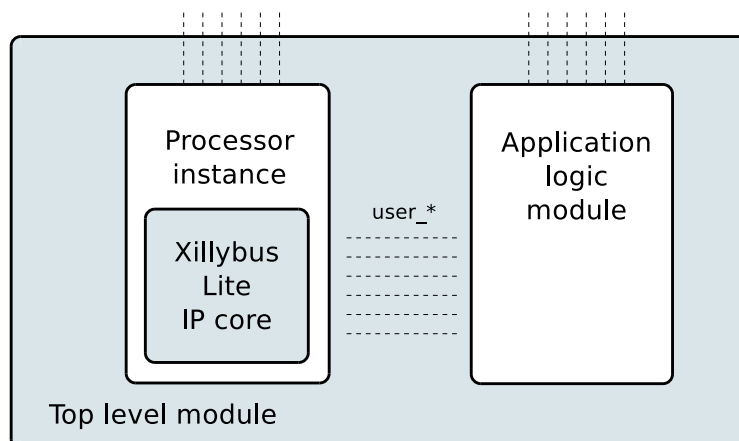 Processor
instance
Application
logic
module
user_*
Xillybus
Lite
IP core
Top level module